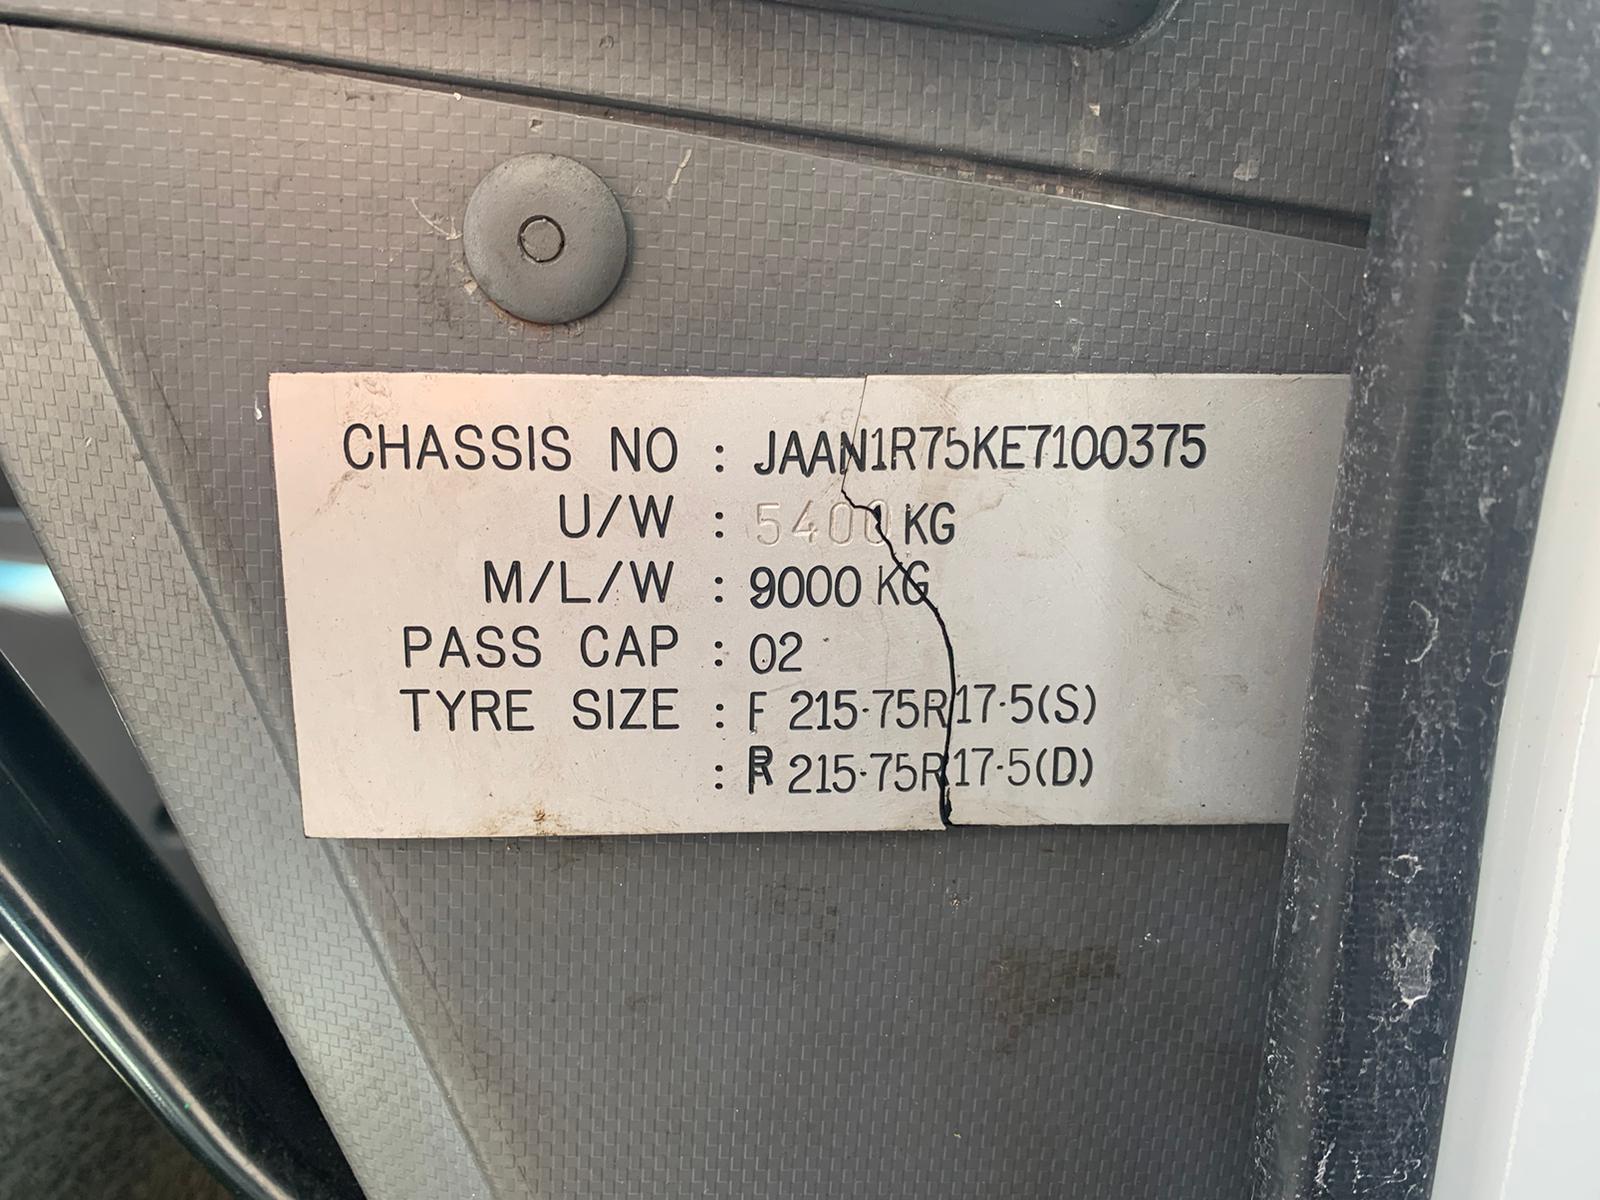 CHASSIS NO : JAAN1R75KE7100375
U/W : 5400 KG
M/L/W : 9000 KG
PASS CAP : 02
TYRE SIZE : F 215-75R17-5(S)
: R 215-75R17-5(D)